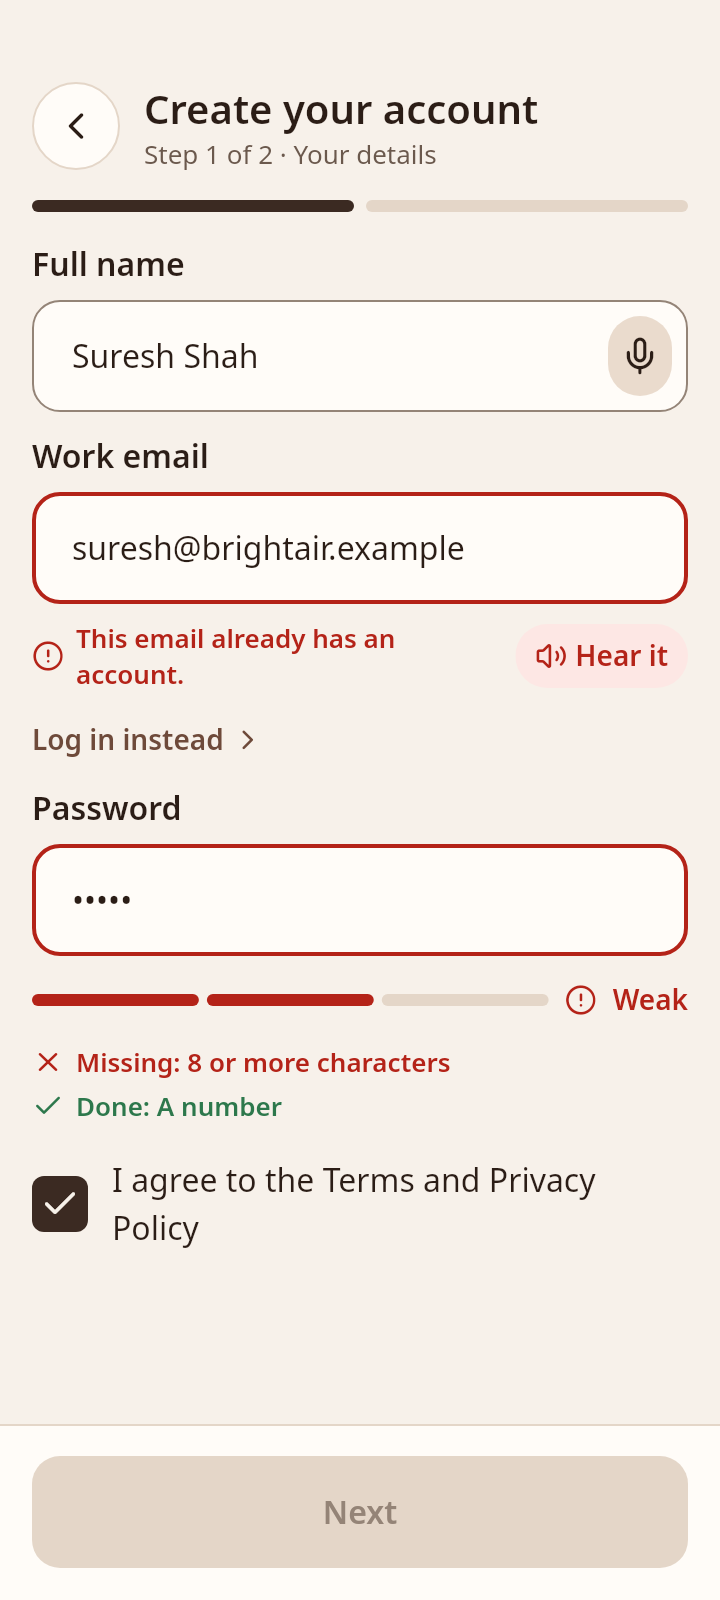 Create your account
Step 1 of 2 · Your details
Full name
Suresh Shah
Work email
suresh@brightair.example
This email already has an
account.
Hear it
Log in instead
Password
•••••
Weak
Missing: 8 or more characters
Done: A number
I agree to the Terms and Privacy
Policy
Next